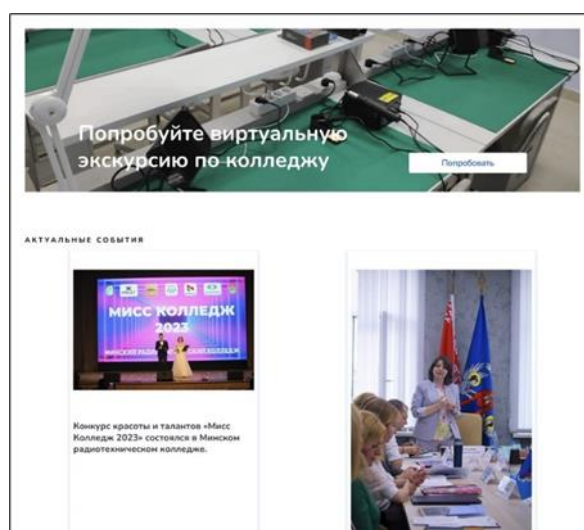 Попробуйте виртуальную
экскурсию по колледжу
Попробовать
АКТУАЛЬНЫЕ СОБЫТИЯ
МИСС КОЛЛЕДЖ
2023
Конкурс красоты и талантов «Мисс
Колледж 2023» состоялся в Минском
радиотехническом колледже.